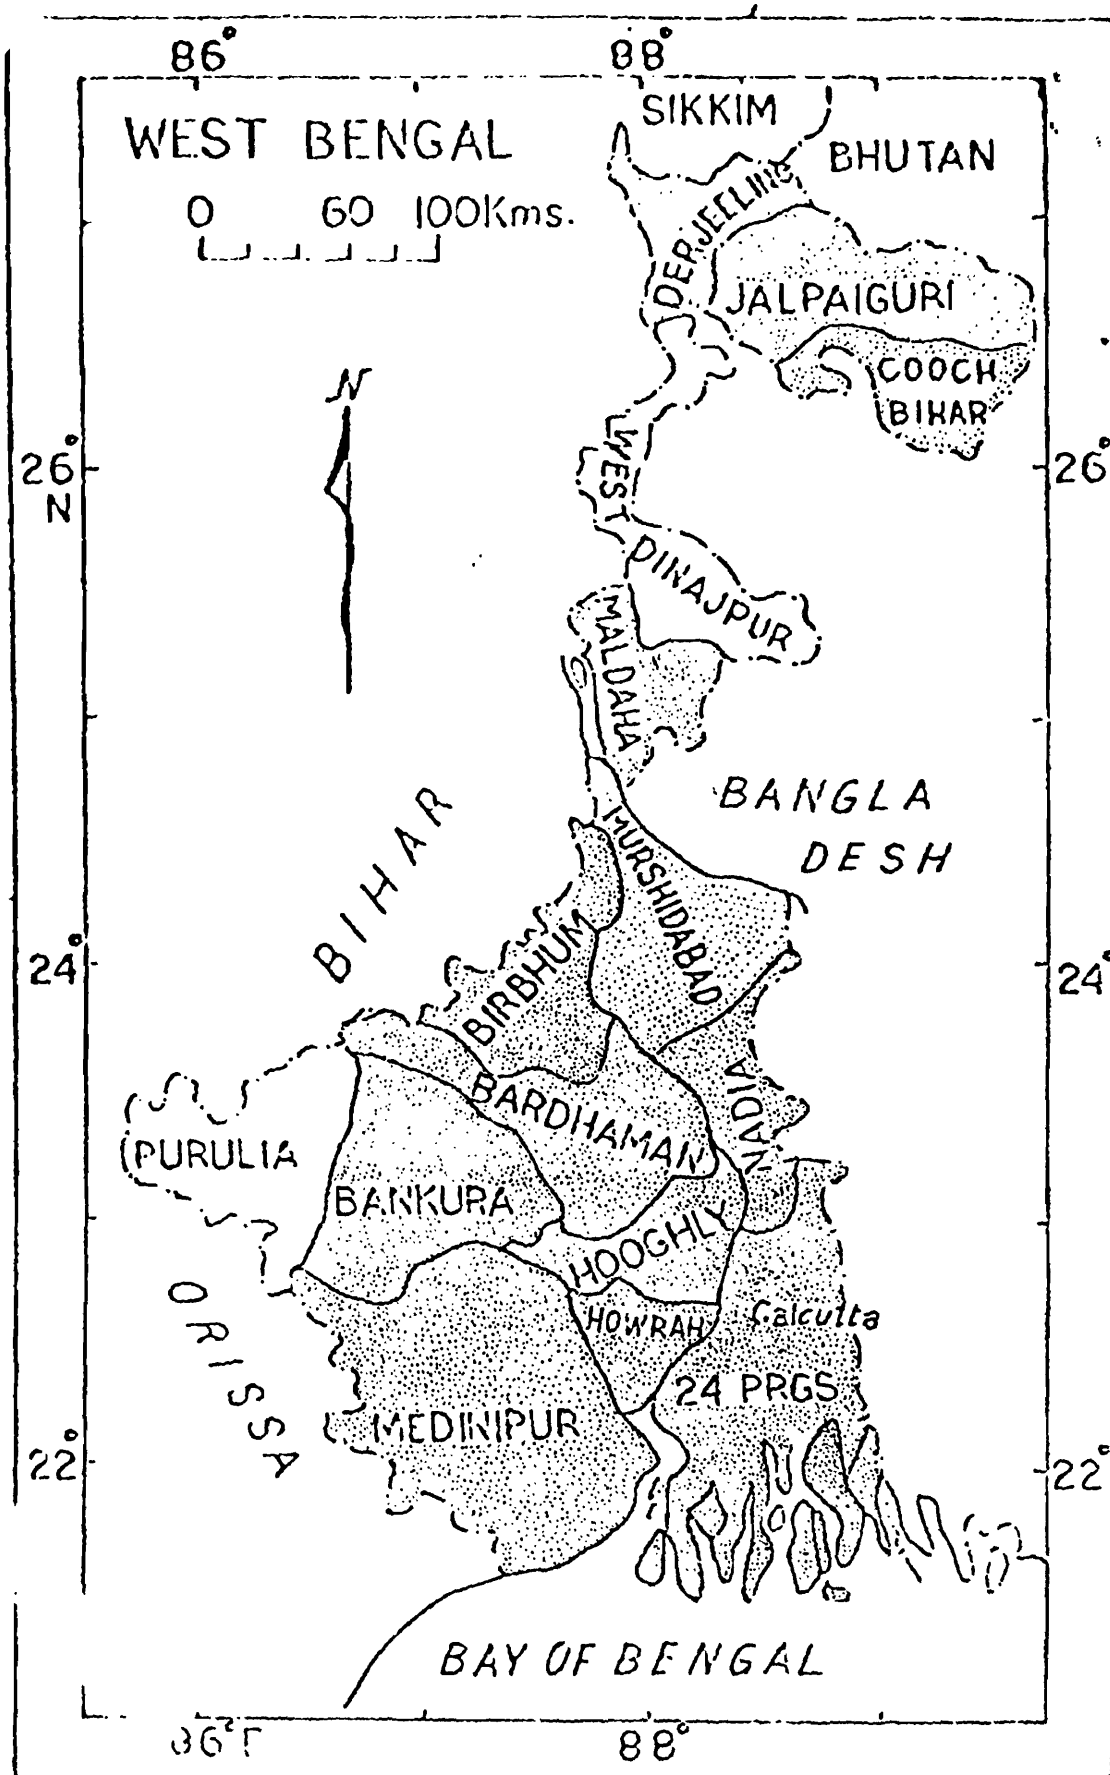 86° 88°
SIKKIM
WEST BENGAL
BHUTAN
0 60 100Kms.
DERJEELING
JALPAIGURI
N
COOCH
BIHAR
26° 26°
N
WEST
DINAJPUR
MALDAHA
BANGLA
DESH
BIHAR
MURSHIDABAD
24° 24°
BIRBHUM
NADIA
BARDHAMAN
PURULIA
BANKURA
HOOGHLY
ORISSA
HOWRAH
Calcutta
24 PRGS
MEDINIPUR
22° 22°
BAY OF BENGAL
88°